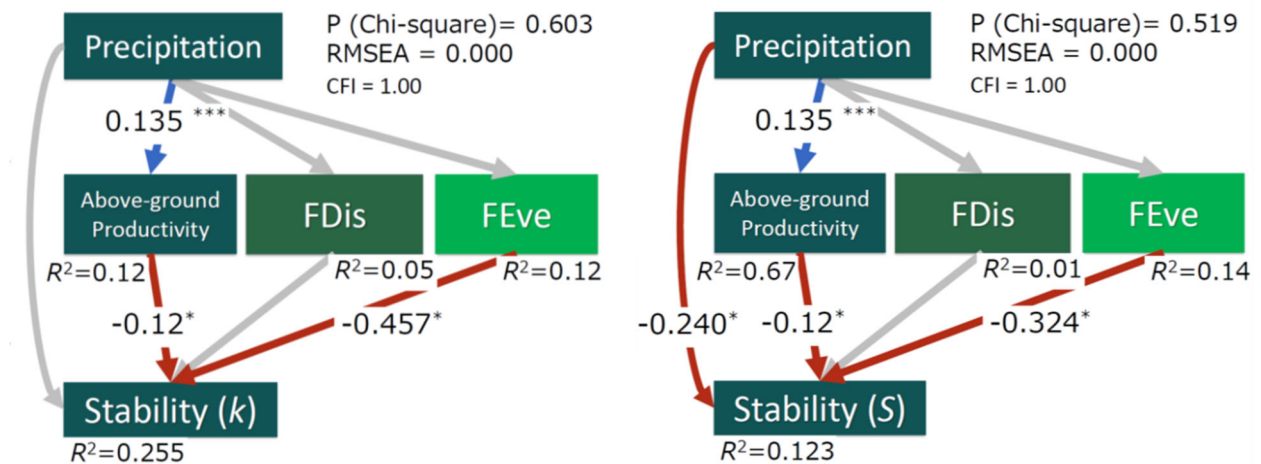 Precipitation
P (Chi-square)= 0.603
RMSEA = 0.000
CFI = 1.00
0.135 ***
Above-ground
Productivity
FDis
FEve
R²=0.12
R²=0.05
R²=0.12
-0.12*
-0.457*
Stability (k)
R²=0.255
Precipitation
P (Chi-square)= 0.519
RMSEA = 0.000
CFI = 1.00
0.135 ***
Above-ground
Productivity
FDis
FEve
R²=0.67
R²=0.01
R²=0.14
-0.240*
-0.12*
-0.324*
Stability (S)
R²=0.123